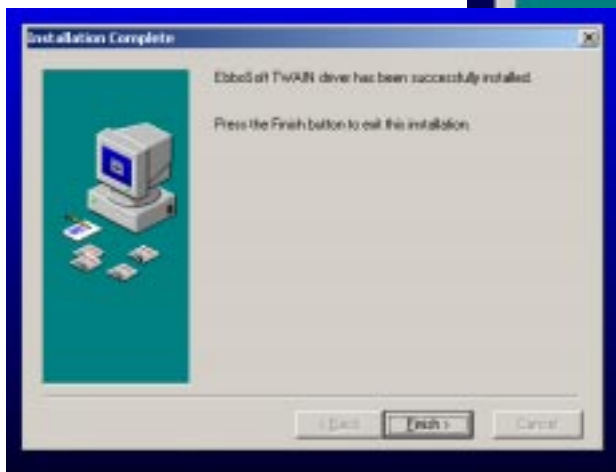 Installation Complete
EbboSoft TWAIN driver has been successfully installed.
Press the Finish button to exit this installation.
< Back
Finish >
Cancel